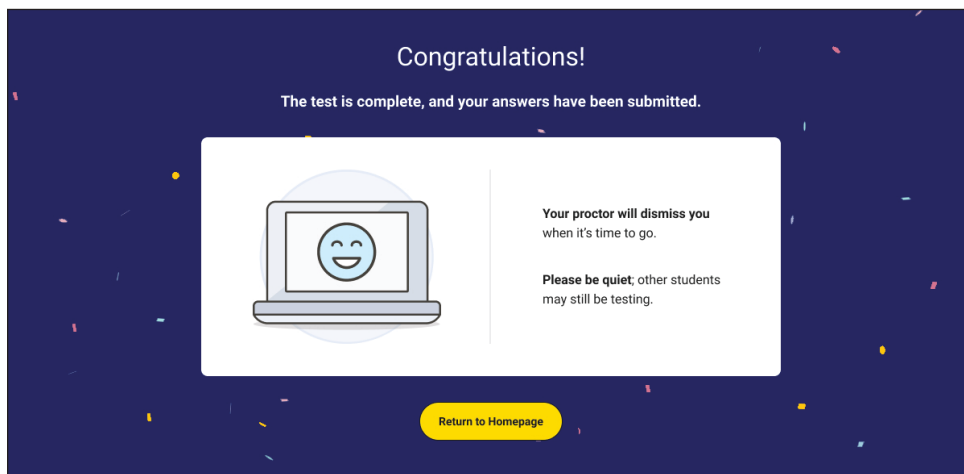 Congratulations!
The test is complete, and your answers have been submitted.
Your proctor will dismiss you
when it’s time to go.
Please be quiet; other students
may still be testing.
Return to Homepage